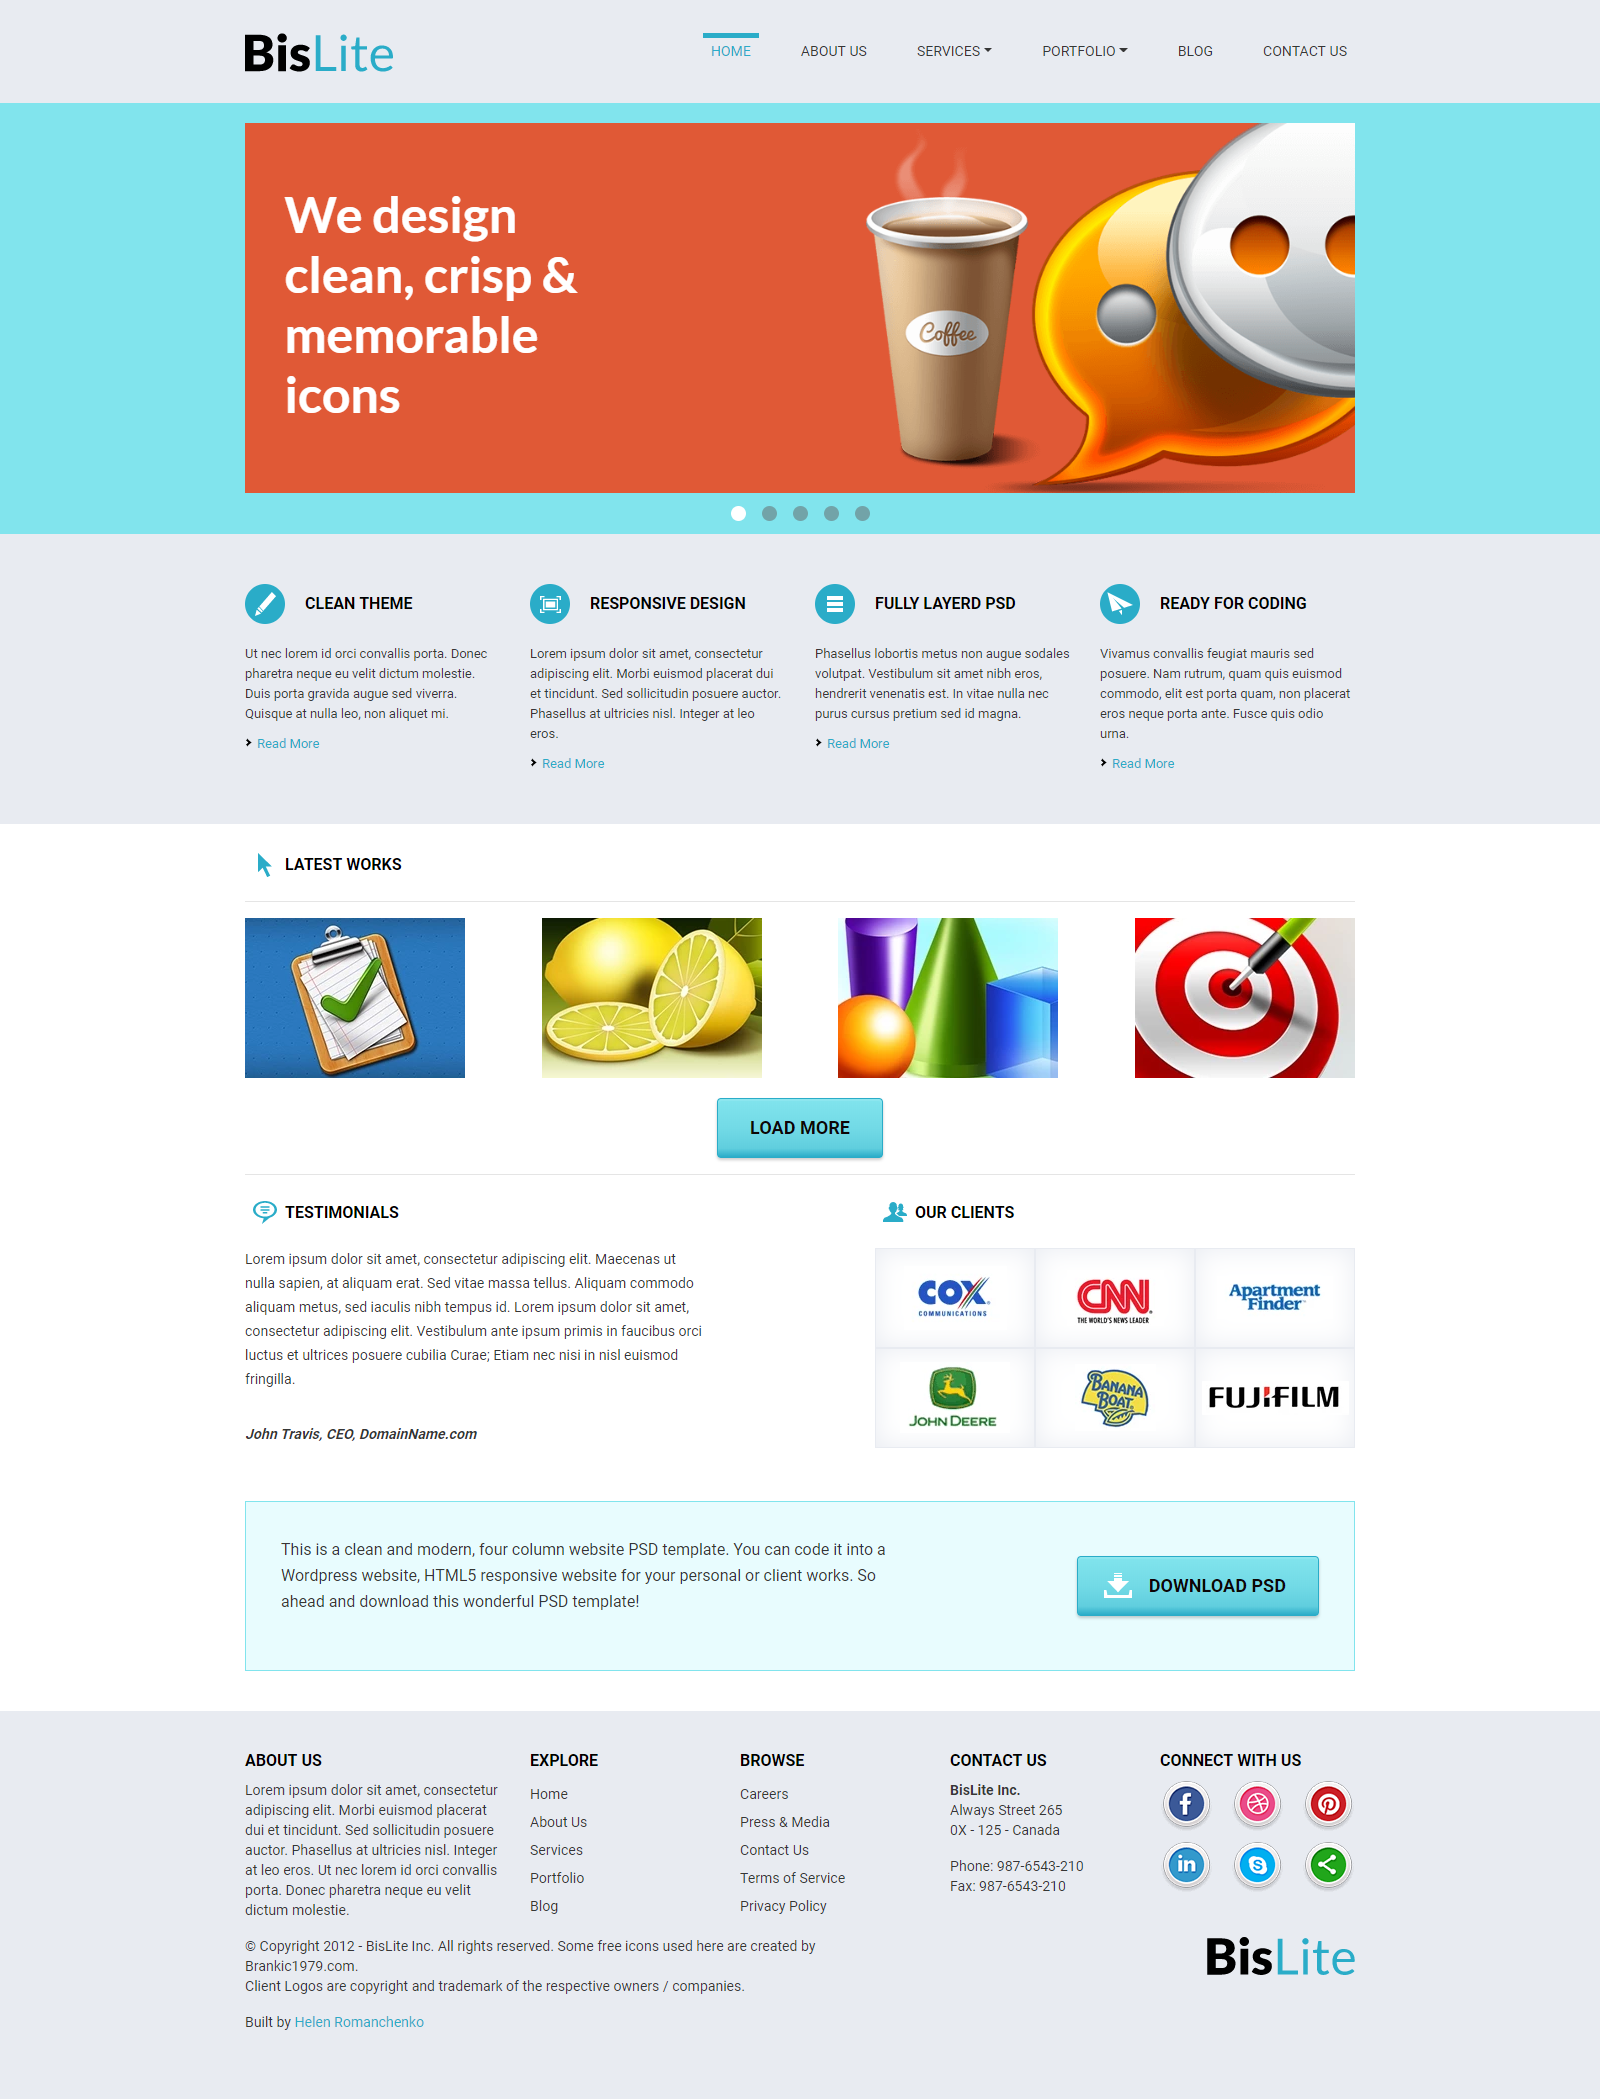 BisLite
HOME ABOUT US SERVICES PORTFOLIO BLOG CONTACT US
We design
clean, crisp &
memorable
icons
Coffee
CLEAN THEME
Ut nec lorem id orci convallis porta. Donec
pharetra neque eu velit dictum molestie.
Duis porta gravida augue sed viverra.
Quisque at nulla leo, non aliquet mi.
Read More
RESPONSIVE DESIGN
Lorem ipsum dolor sit amet, consectetur
adipiscing elit. Morbi euismod placerat dui
et tincidunt. Sed sollicitudin posuere auctor.
Phasellus at ultricies nisl. Integer at leo
eros.
Read More
FULLY LAYERD PSD
Phasellus lobortis metus non augue sodales
volutpat. Vestibulum sit amet nibh eros,
hendrerit venenatis est. In vitae nulla nec
purus cursus pretium sed id magna.
Read More
READY FOR CODING
Vivamus convallis feugiat mauris sed
posuere. Nam rutrum, quam quis euismod
commodo, elit est porta quam, non placerat
eros neque porta ante. Fusce quis odio
urna.
Read More
LATEST WORKS
LOAD MORE
TESTIMONIALS
Lorem ipsum dolor sit amet, consectetur adipiscing elit. Maecenas ut
nulla sapien, at aliquam erat. Sed vitae massa tellus. Aliquam commodo
aliquam metus, sed iaculis nibh tempus id. Lorem ipsum dolor sit amet,
consectetur adipiscing elit. Vestibulum ante ipsum primis in faucibus orci
luctus et ultrices posuere cubilia Curae; Etiam nec nisi in nisl euismod
fringilla.
John Travis, CEO, DomainName.com
OUR CLIENTS
COX
COMMUNICATIONS
CNN
THE WORLD'S NEWS LEADER
Apartment
Finder
JOHN DEERE
BANANA
BOAT
FUJIFILM
This is a clean and modern, four column website PSD template. You can code it into a
Wordpress website, HTML5 responsive website for your personal or client works. So
ahead and download this wonderful PSD template!
DOWNLOAD PSD
ABOUT US
Lorem ipsum dolor sit amet, consectetur
adipiscing elit. Morbi euismod placerat
dui et tincidunt. Sed sollicitudin posuere
auctor. Phasellus at ultricies nisl. Integer
at leo eros. Ut nec lorem id orci convallis
porta. Donec pharetra neque eu velit
dictum molestie.
EXPLORE
Home
About Us
Services
Portfolio
Blog
BROWSE
Careers
Press & Media
Contact Us
Terms of Service
Privacy Policy
CONTACT US
BisLite Inc.
Always Street 265
0X - 125 - Canada
Phone: 987-6543-210
Fax: 987-6543-210
CONNECT WITH US
© Copyright 2012 - BisLite Inc. All rights reserved. Some free icons used here are created by
Brankic1979.com.
Client Logos are copyright and trademark of the respective owners / companies.
Built by Helen Romanchenko
BisLite